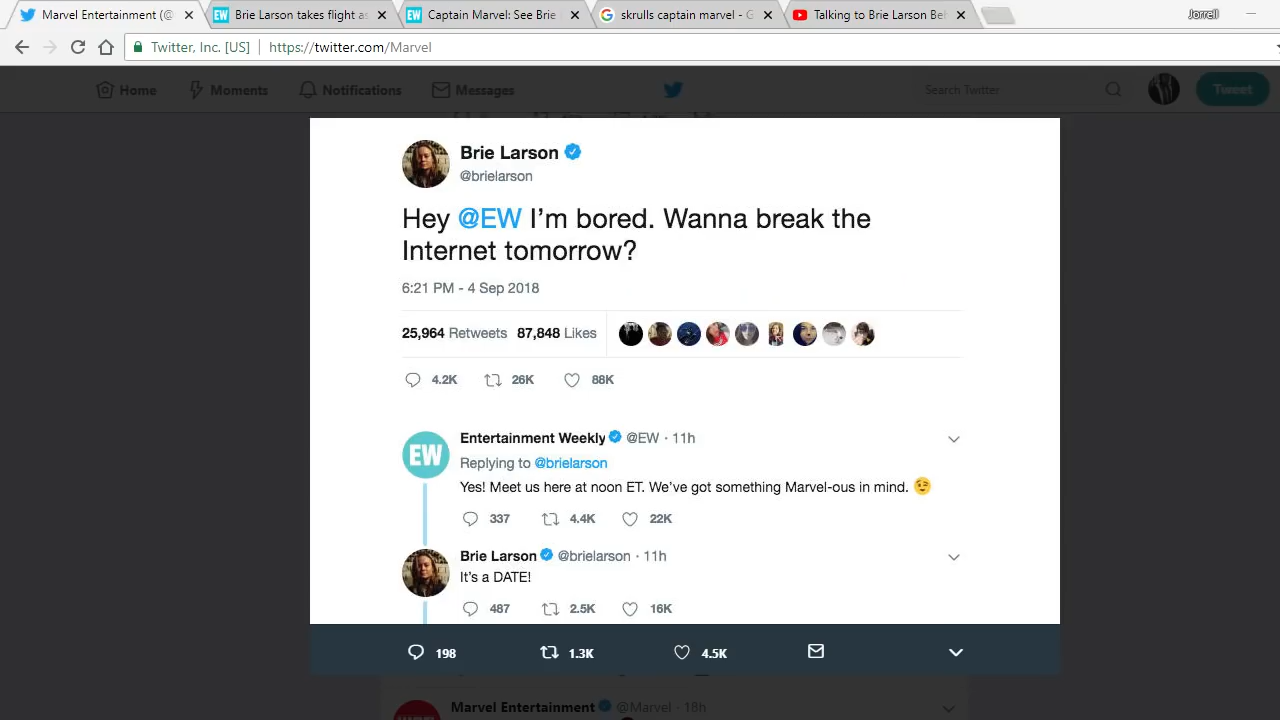 Marvel Entertainment (@
Brie Larson takes flight as
Captain Marvel: See Brie
skrulls captain marvel - G
Talking to Brie Larson Beh
Jorrell
Twitter, Inc. [US]
https://twitter.com/Marvel
Home
Moments
Notifications
Messages
Search Twitter
Tweet
Brie Larson
@brielarson
Hey @EW I’m bored. Wanna break the
Internet tomorrow?
6:21 PM - 4 Sep 2018
25,964 Retweets 87,848 Likes
4.2K 26K 88K
EW
Entertainment Weekly @EW · 11h
Replying to @brielarson
Yes! Meet us here at noon ET. We’ve got something Marvel-ous in mind. 😉
337 4.4K 22K
Brie Larson @brielarson · 11h
It’s a DATE!
487 2.5K 16K
198 1.3K 4.5K
Marvel Entertainment @Marvel · 18h